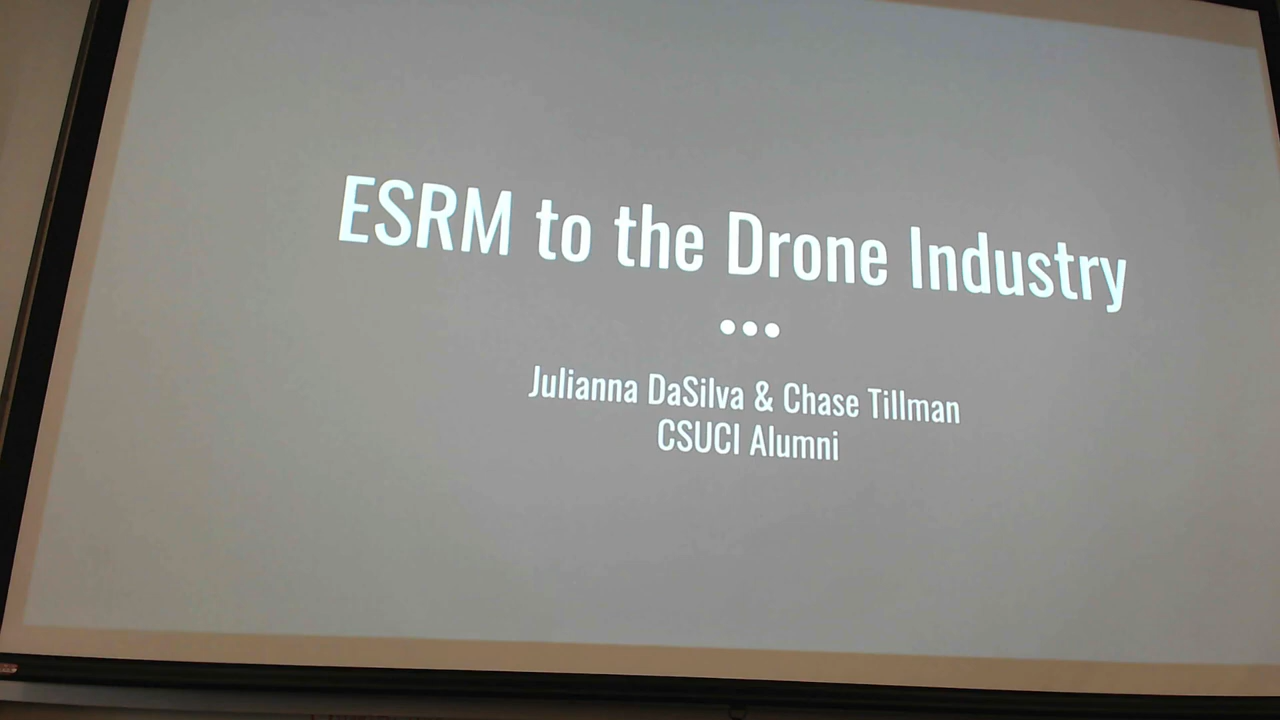 ESRM to the Drone Industry
Julianna DaSilva & Chase Tillman
CSUCI Alumni